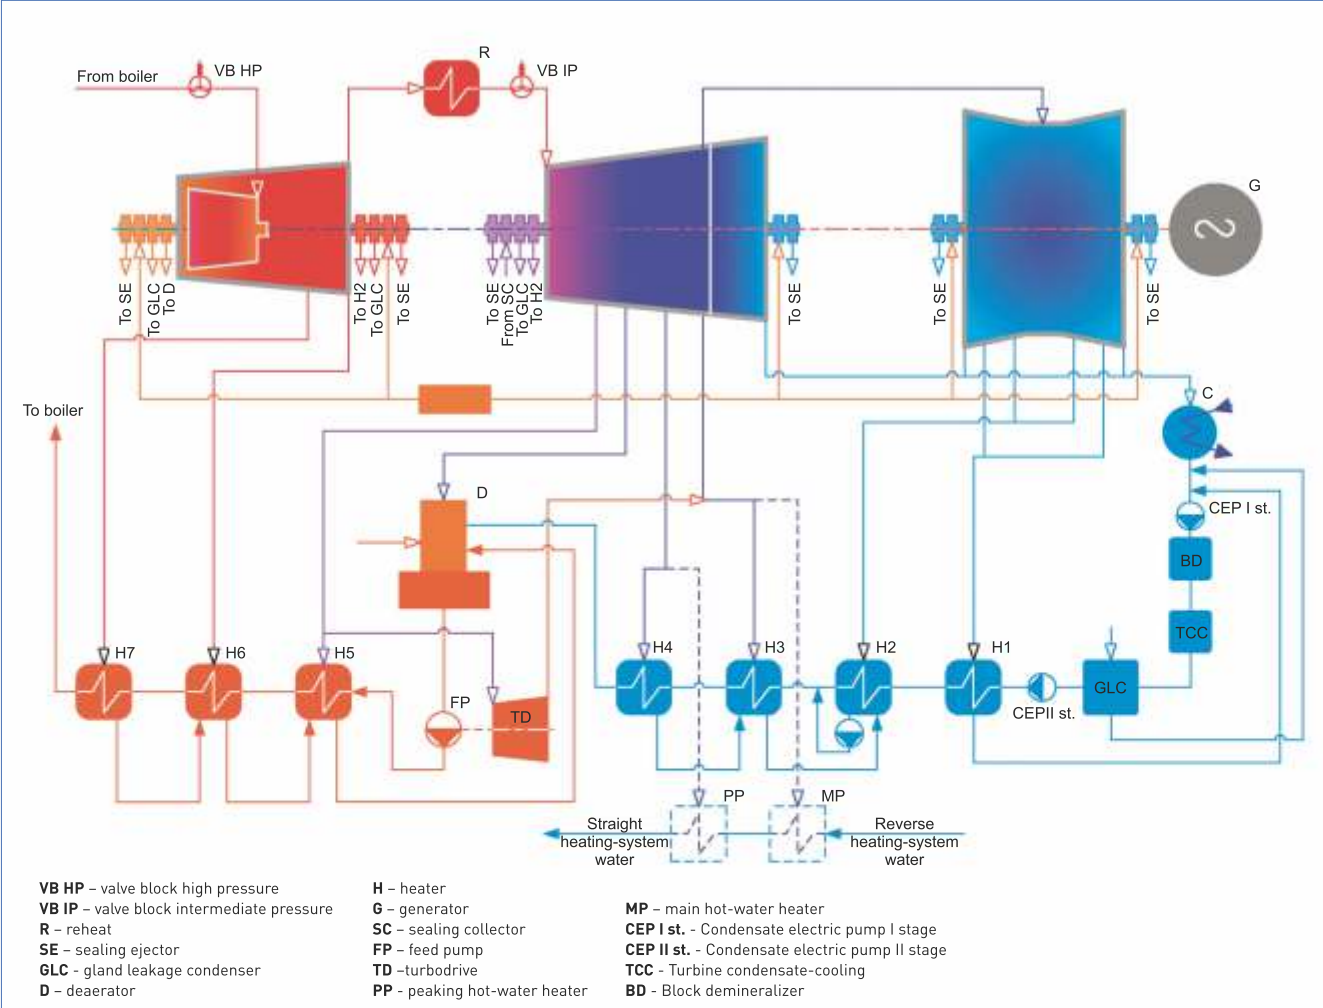 R
From boiler
VB HP
VB IP
G
To SE
To GLC
To D
To H2
To GLC
To SE
To SE
From SC
To GLC
To H2
To SE
To SE
To SE
To boiler
C
D
CEP I st.
BD
TCC
H7
H6
H5
H4
H3
H2
H1
GLC
FP
TD
CEPII st.
PP
MP
Straight
heating-system
water
Reverse
heating-system
water
VB HP – valve block high pressure
VB IP – valve block intermediate pressure
R – reheat
SE – sealing ejector
GLC - gland leakage condenser
D – deaerator
H – heater
G – generator
SC – sealing collector
FP – feed pump
TD –turbodrive
PP - peaking hot-water heater
MP – main hot-water heater
CEP I st. - Condensate electric pump I stage
CEP II st. - Condensate electric pump II stage
TCC - Turbine condensate-cooling
BD - Block demineralizer